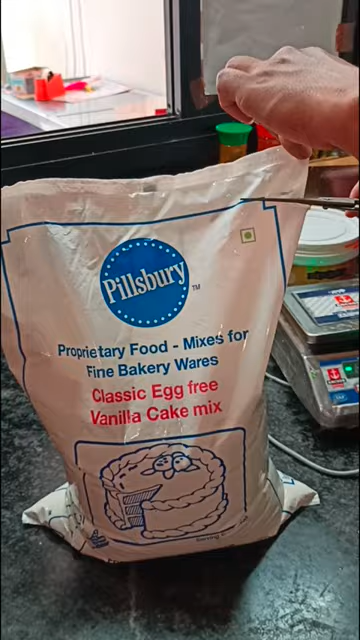 Pillsbury
TM
Proprietary Food - Mixes for
Fine Bakery Wares
Classic Egg free
Vanilla Cake mix